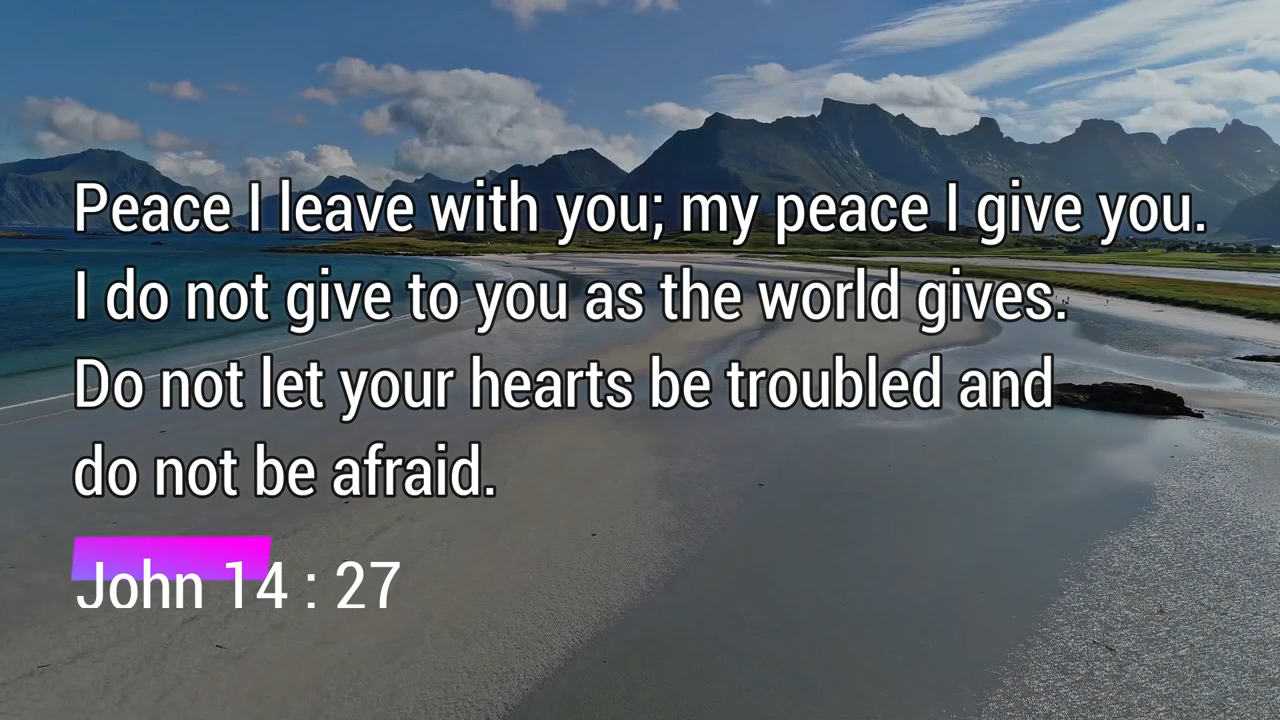 Peace I leave with you; my peace I give you.
I do not give to you as the world gives.
Do not let your hearts be troubled and
do not be afraid.
John 14 : 27